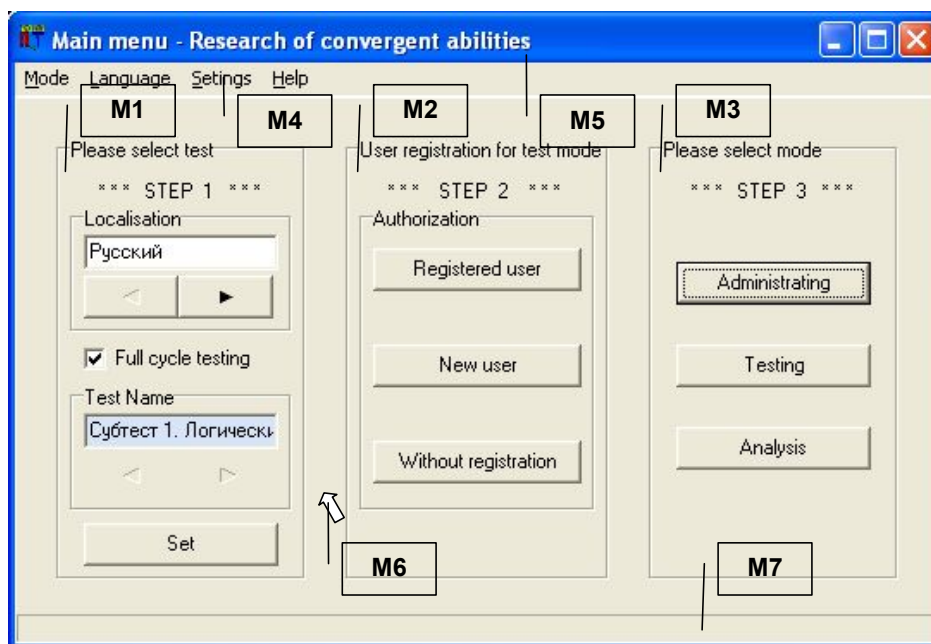 Main menu - Research of convergent abilities
Mode Language Setings Help
M1
M4
M2
M5
M3
Please select test
*** STEP 1 ***
Localisation
Русский
Full cycle testing
Test Name
Субтест 1. Логически
Set
User registration for test mode
*** STEP 2 ***
Authorization
Registered user
New user
Without registration
Please select mode
*** STEP 3 ***
Administrating
Testing
Analysis
M6
M7